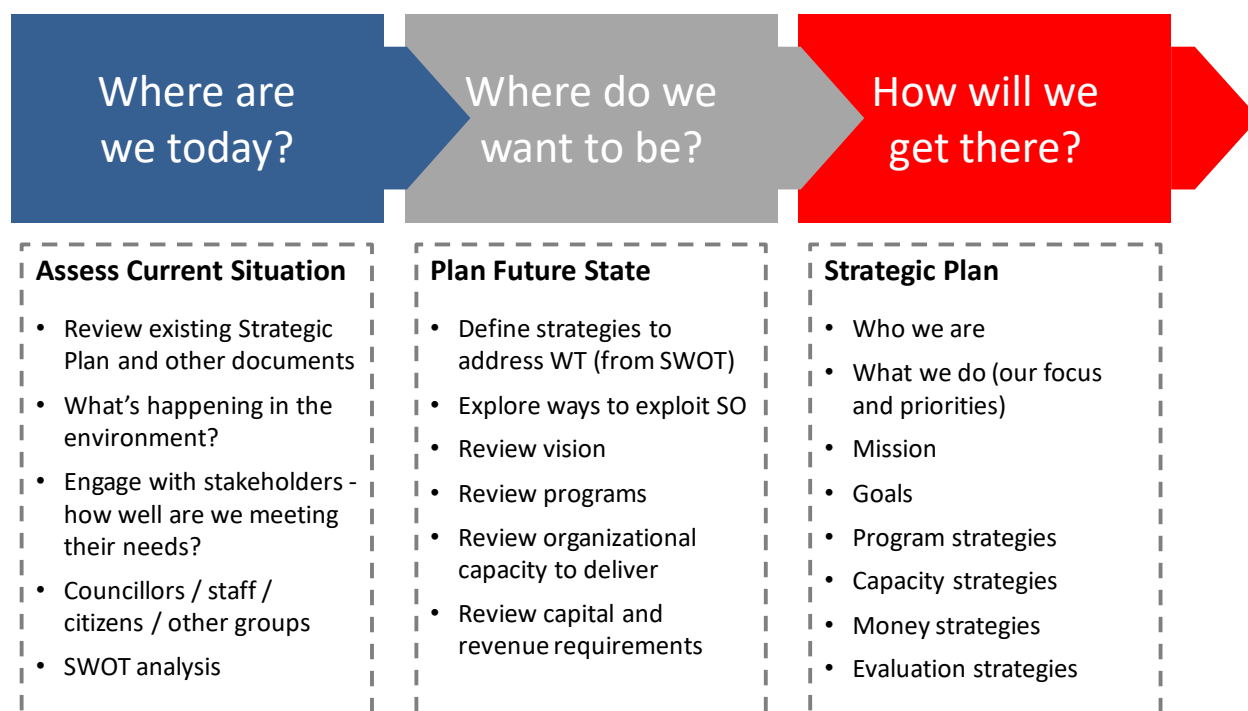 Where are
we today?
Where do we
want to be?
How will we
get there?
Assess Current Situation
• Review existing Strategic
Plan and other documents
• What’s happening in the
environment?
• Engage with stakeholders -
how well are we meeting
their needs?
• Councillors / staff /
citizens / other groups
• SWOT analysis
Plan Future State
• Define strategies to
address WT (from SWOT)
• Explore ways to exploit SO
• Review vision
• Review programs
• Review organizational
capacity to deliver
• Review capital and
revenue requirements
Strategic Plan
• Who we are
• What we do (our focus
and priorities)
• Mission
• Goals
• Program strategies
• Capacity strategies
• Money strategies
• Evaluation strategies